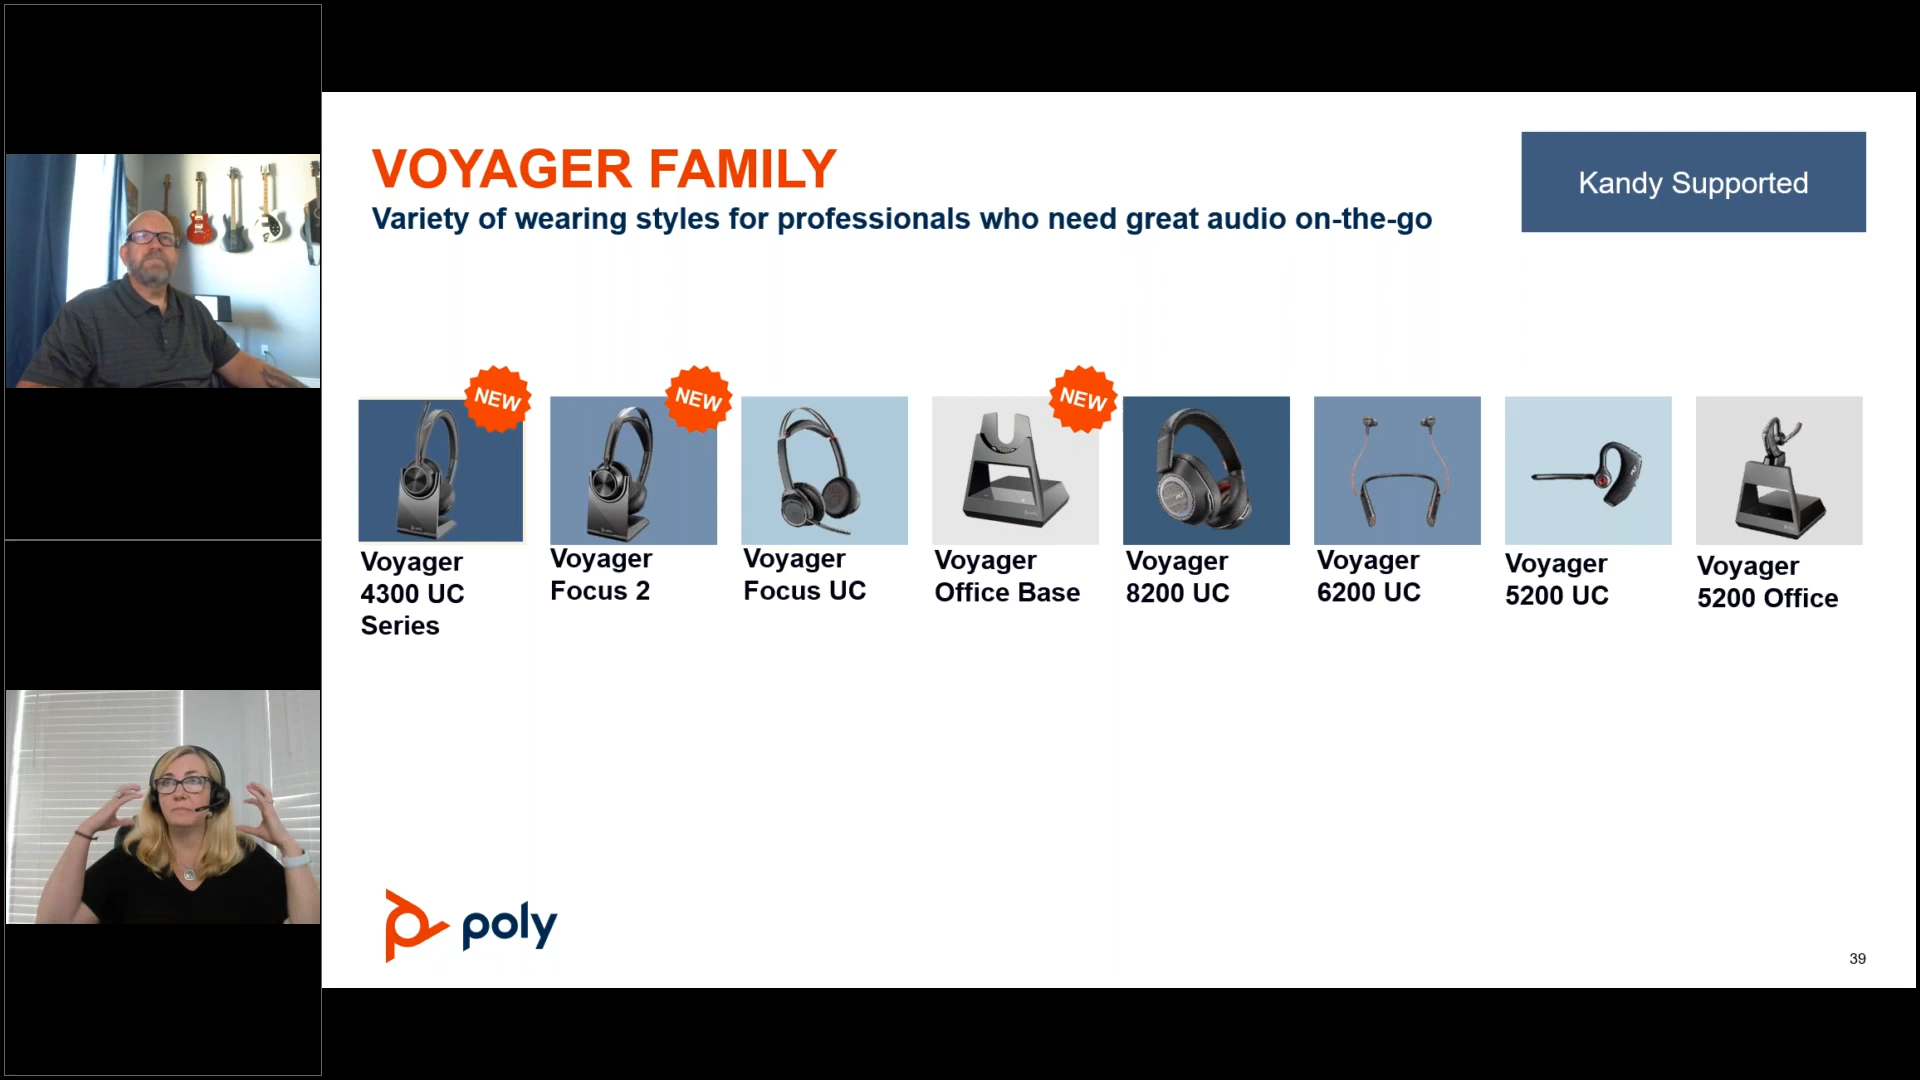 VOYAGER FAMILY
Variety of wearing styles for professionals who need great audio on-the-go
Kandy Supported
NEW
NEW
NEW
Voyager
4300 UC
Series
Voyager
Focus 2
Voyager
Focus UC
Voyager
Office Base
Voyager
8200 UC
Voyager
6200 UC
Voyager
5200 UC
Voyager
5200 Office
poly
39